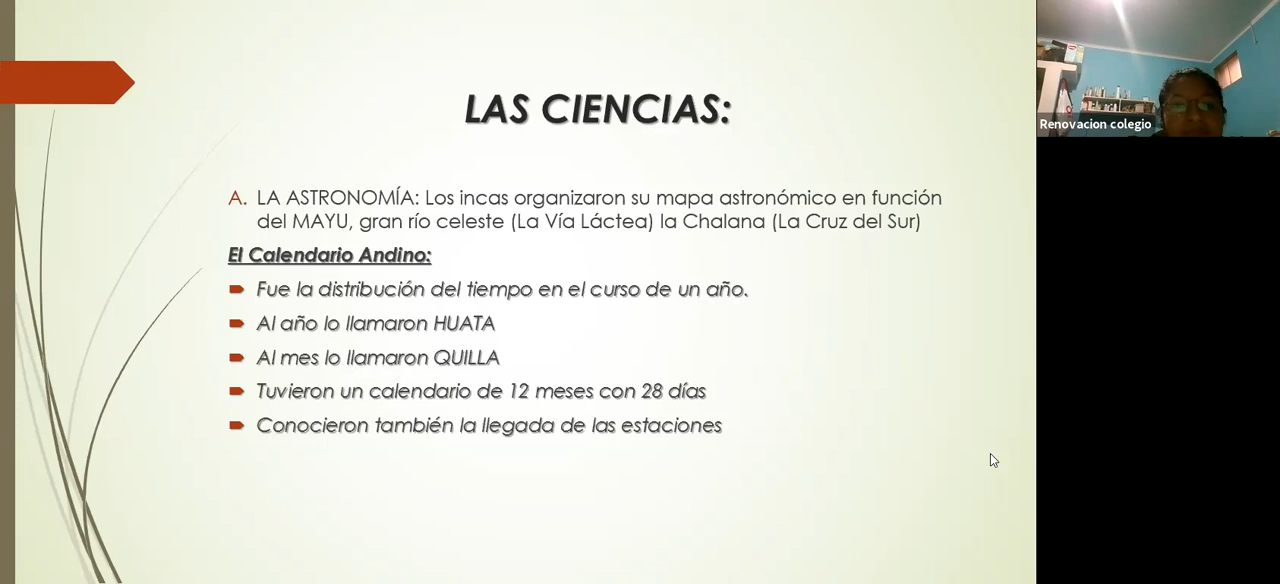 LAS CIENCIAS:
A. LA ASTRONOMÍA: Los incas organizaron su mapa astronómico en función
del MAYU, gran río celeste (La Vía Láctea) la Chalana (La Cruz del Sur)
El Calendario Andino:
Fue la distribución del tiempo en el curso de un año.
Al año lo llamaron HUATA
Al mes lo llamaron QUILLA
Tuvieron un calendario de 12 meses con 28 días
Conocieron también la llegada de las estaciones
Renovacion colegio